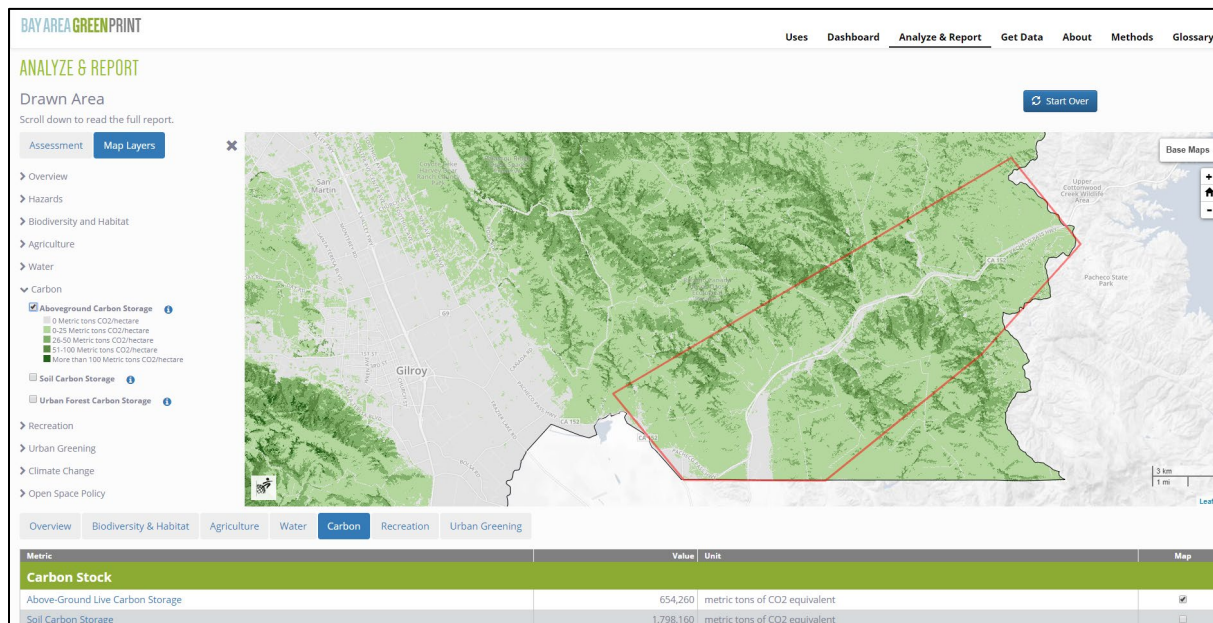 BAY AREA GREENPRINT
Uses Dashboard Analyze & Report Get Data About Methods Glossary
ANALYZE & REPORT
Drawn Area
Start Over
Scroll down to read the full report.
Assessment Map Layers
Base Maps
Overview
Hazards
Biodiversity and Habitat
Agriculture
Water
Carbon
Aboveground Carbon Storage
0 Metric tons CO2/hectare
0-25 Metric tons CO2/hectare
26-50 Metric tons CO2/hectare
51-100 Metric tons CO2/hectare
More than 100 Metric tons CO2/hectare
Soil Carbon Storage
Urban Forest Carbon Storage
Recreation
Urban Greening
Climate Change
Open Space Policy
San
Martin
Gilroy
CA 152
CA 152
CA 152
Upper
Cottonwood
Creek Wildlife
Area
Pacheco State
Park
3 km
1 mi
Leaf
Overview Biodiversity & Habitat Agriculture Water Carbon Recreation Urban Greening
Metric Value Unit Map
Carbon Stock
Above-Ground Live Carbon Storage 654,260 metric tons of CO2 equivalent
Soil Carbon Storage 1,798,160 metric tons of CO2 equivalent